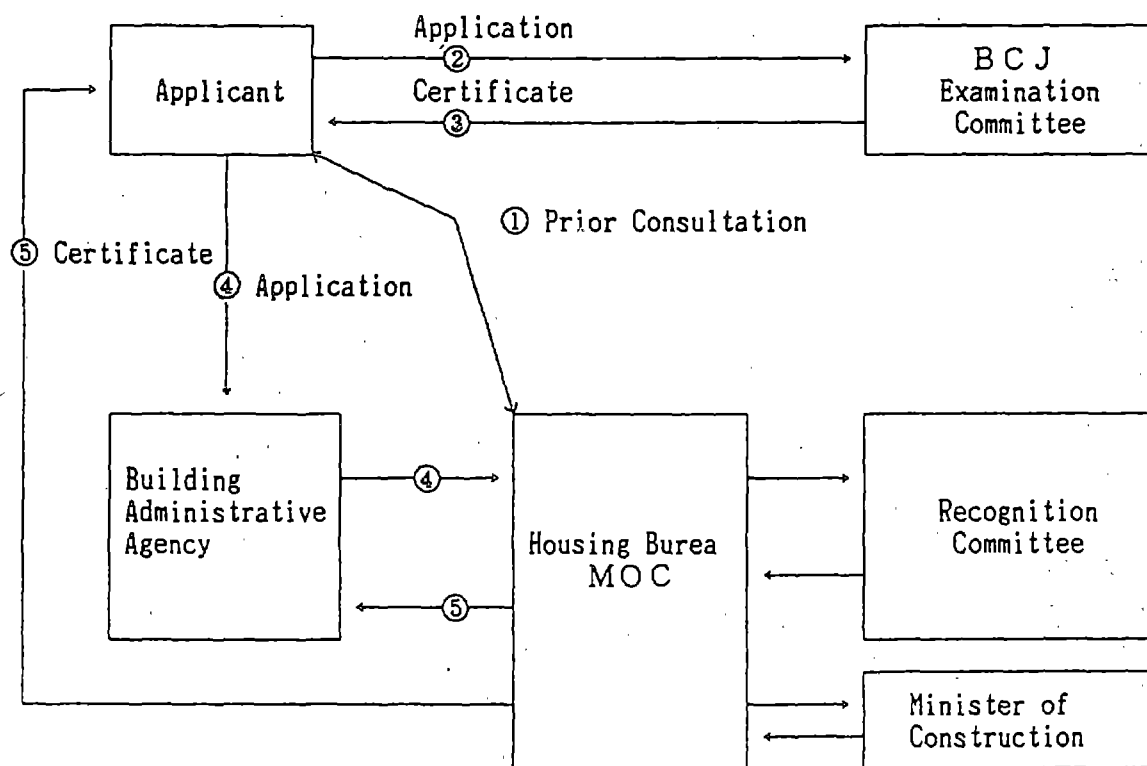 Application
②
Applicant
B C J
Examination
Committee
Certificate
③
① Prior Consultation
⑤ Certificate
④ Application
Building
Administrative
Agency
④
⑤
Housing Burea
MOC
Recognition
Committee
Minister of
Construction